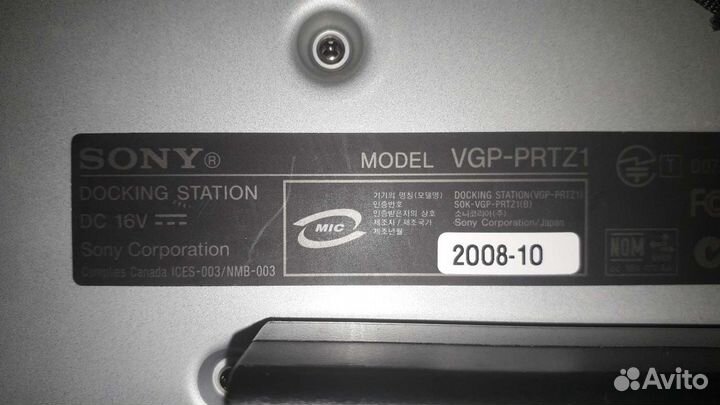 SONY®
MODEL VGP-PRTZ1
DOCKING STATION
DC 16V
Sony Corporation
Complies Canada ICES-003/NMB-003
MIC
기기의 명칭(모델명)
인증번호
인증받은자의 상호
제조자 / 제조국가
제조년월
DOCKING STATION(VGP-PRTZ1)
SOK-VGP-PRTZ1(B)
소니코리아(주)
Sony Corporation/Japan
2008-10
T
NOM
Avito